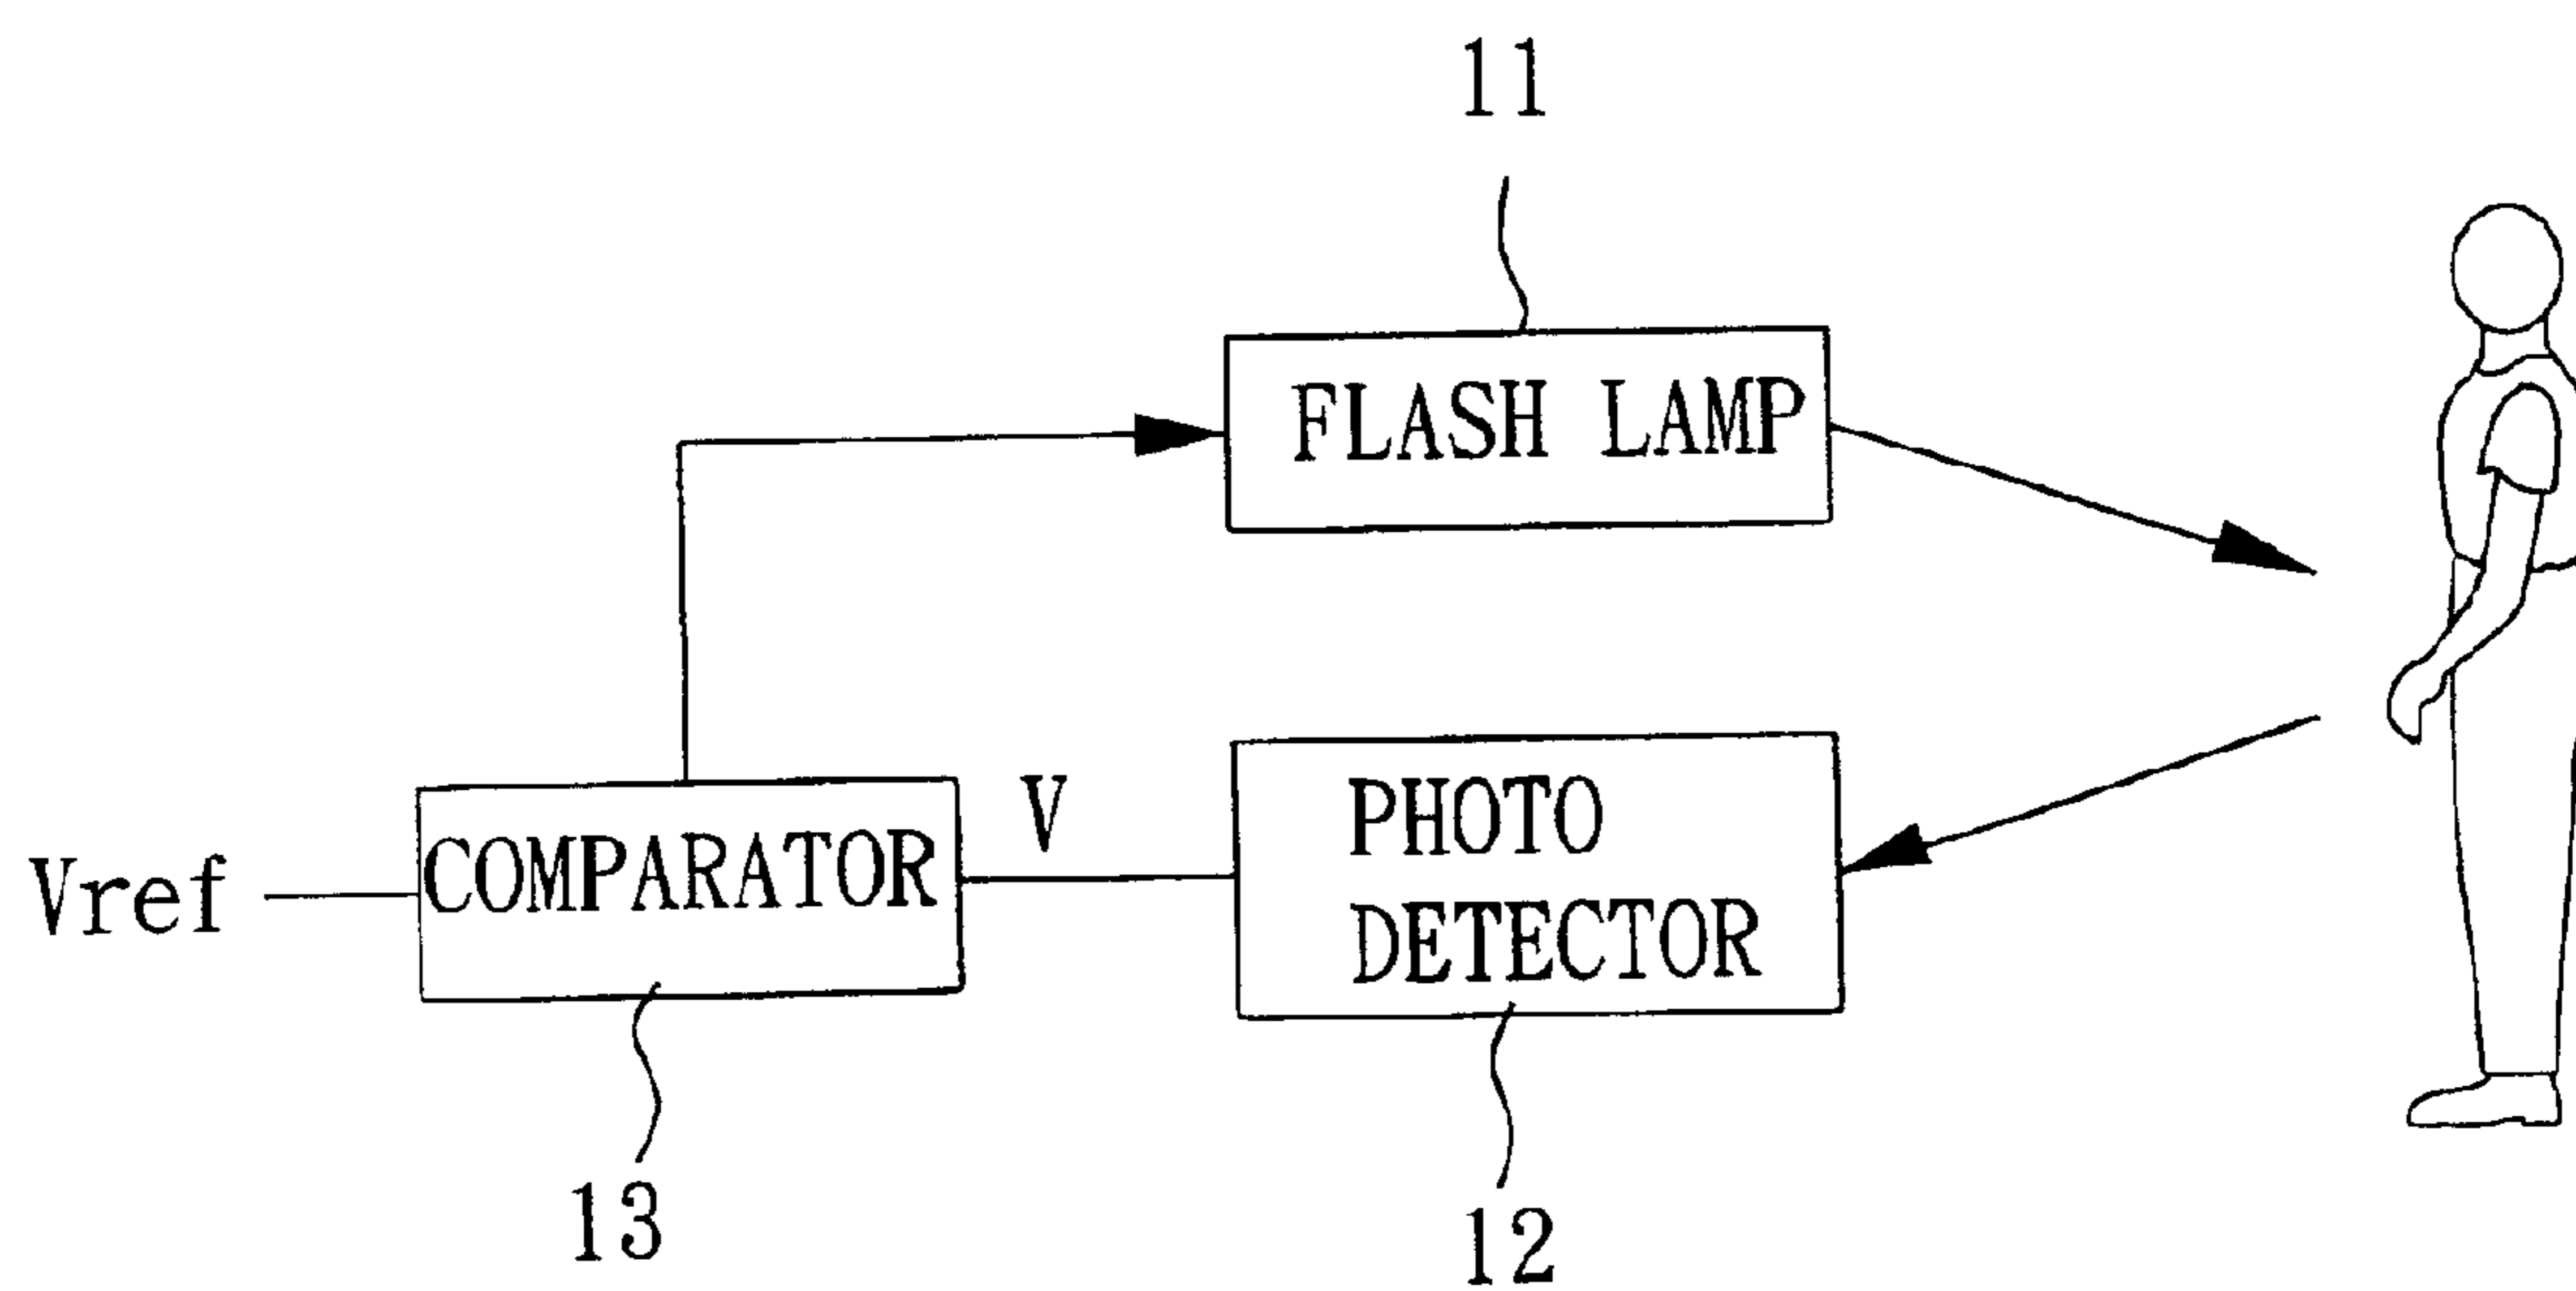 11
FLASH LAMP
Vref
COMPARATOR
V
PHOTO
DETECTOR
13
12